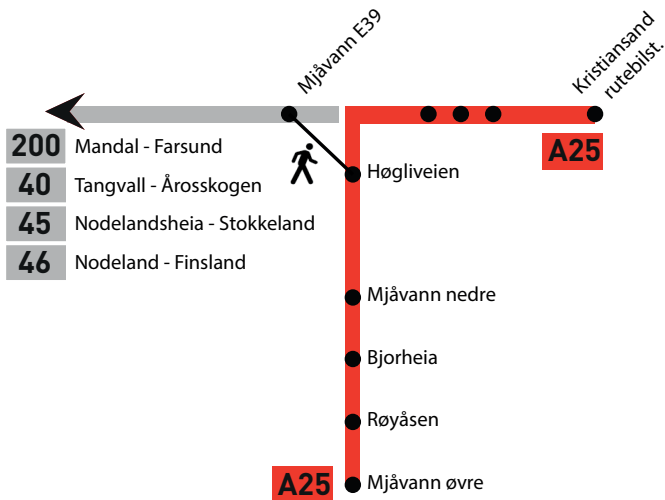 Mjåvann E39
Kristiansand
rutebilst.
A25
200 Mandal - Farsund
40 Tangvall - Årosskogen
45 Nodelandsheia - Stokkeland
46 Nodeland - Finsland
Høgliveien
Mjåvann nedre
Bjorheia
Røyåsen
A25
Mjåvann øvre